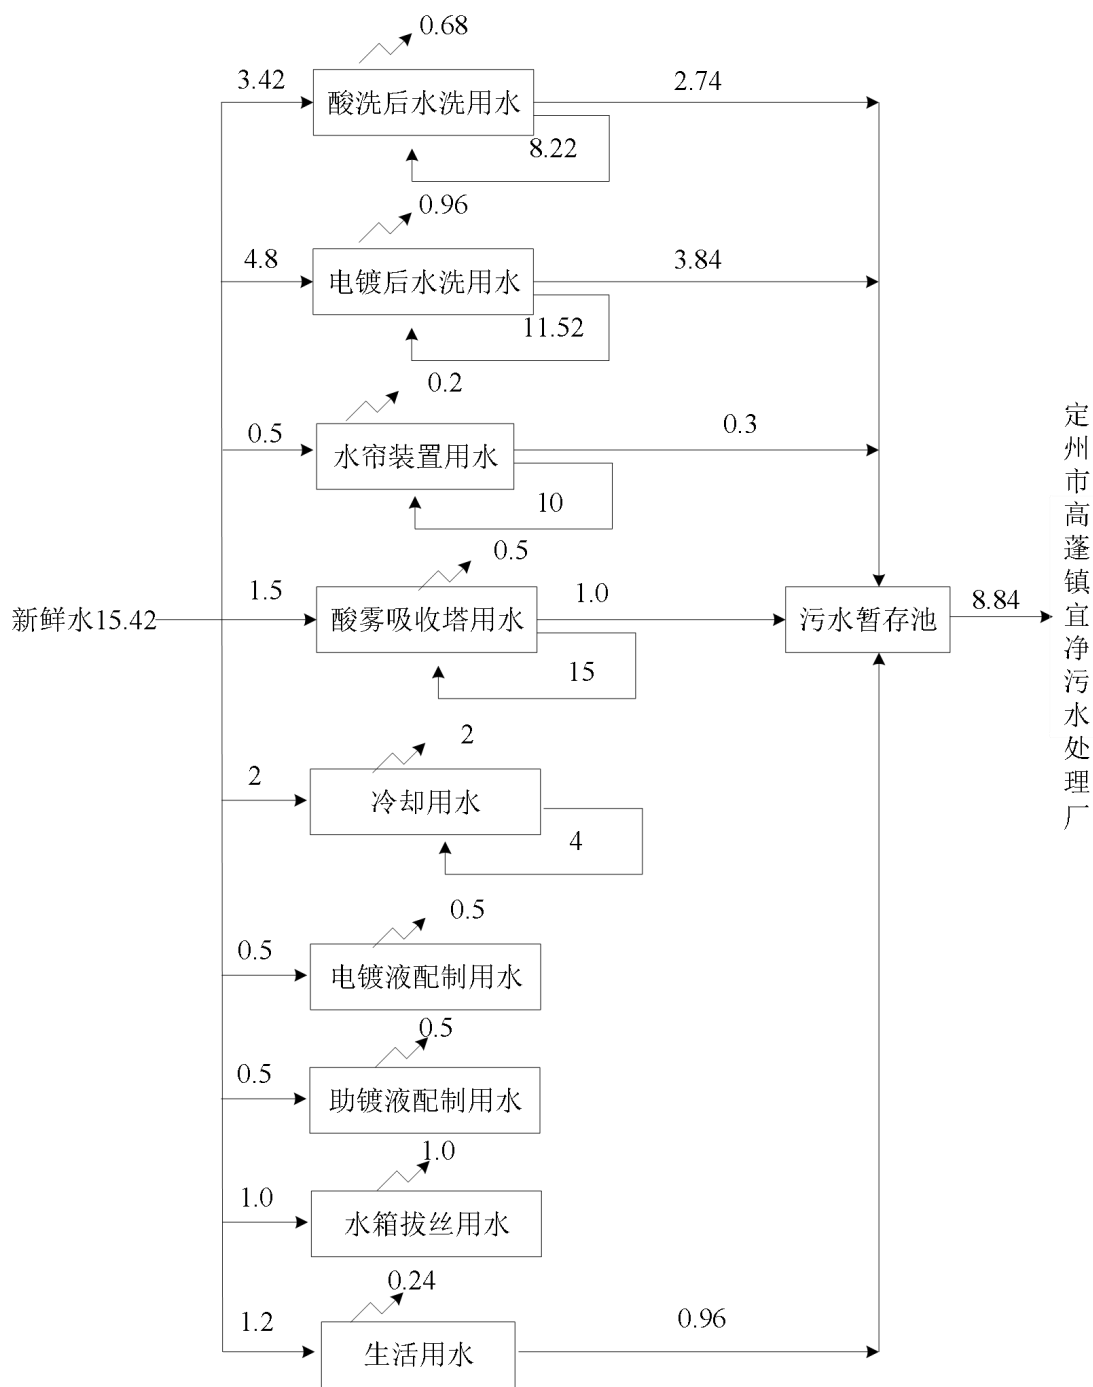 0.68
3.42
酸洗后水洗用水
2.74
8.22
0.96
4.8
电镀后水洗用水
3.84
11.52
0.2
0.5
水帘装置用水
0.3
10
0.5
新鲜水15.42
1.5
酸雾吸收塔用水
1.0
15
污水暂存池
8.84
定州市高蓬镇宜净污水处理厂
2
2
冷却用水
4
0.5
0.5
电镀液配制用水
0.5
0.5
助镀液配制用水
1.0
1.0
水箱拔丝用水
0.24
1.2
生活用水
0.96